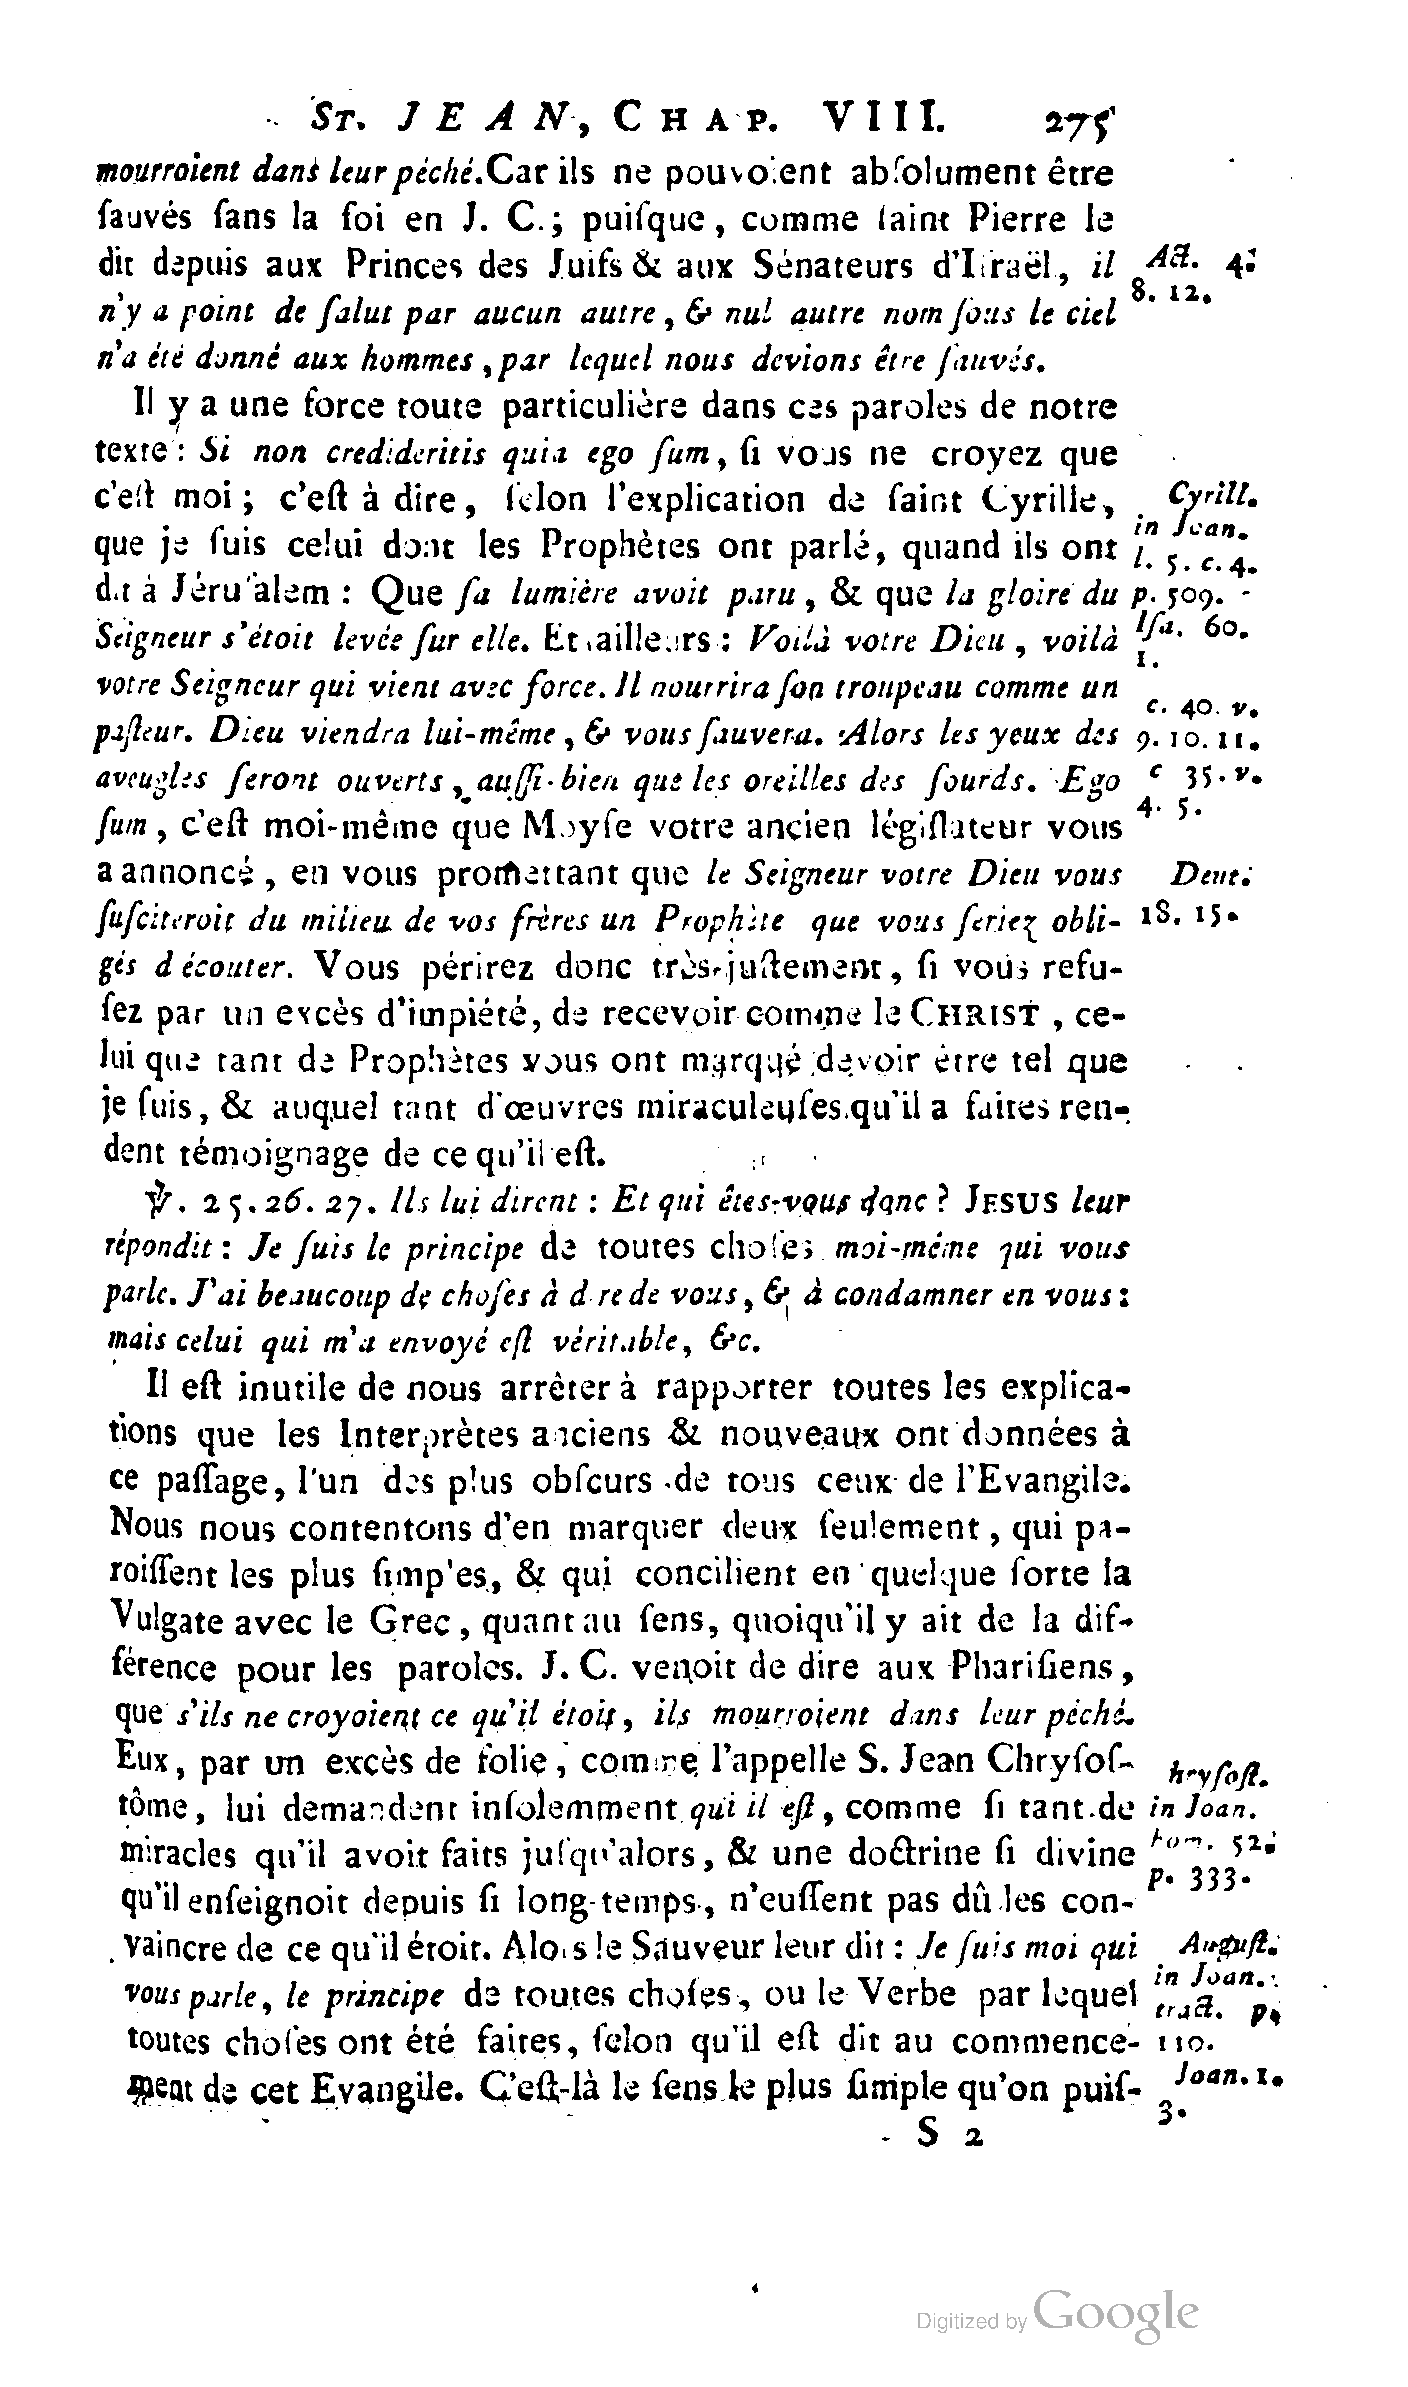 ST. JEAN, CHAP. VIII. 275
mourroient dans leur péché. Car ils ne pouvoient abſolument être
ſauvés ſans la foi en J. C.; puiſque, comme ſaint Pierre le
dit depuis aux Princes des Juifs & aux Sénateurs d'Iſraël, il
Act. 4.
n'y a point de ſalut par aucun autre, & nul autre nom ſous le ciel
8. 12.
n'a été donné aux hommes, par lequel nous devions être ſauvés.
Il y a une force toute particulière dans ces paroles de notre
texte: Si non credideritis quia ego ſum, ſi vous ne croyez que
c'eſt moi; c'eſt à dire, ſelon l'explication de ſaint Cyrille,
Cyrill.
que je ſuis celui dont les Prophètes ont parlé, quand ils ont
in Joan.
l. 5. c. 4.
dit à Jéruſalem : Que ſa lumière avoit paru, & que la gloire du
p. 509.
Seigneur s'étoit levée ſur elle. Et ailleurs : Voilà votre Dieu, voilà
Iſa. 60.
1.
votre Seigneur qui vient avec force. Il nourrira ſon troupeau comme un
c. 40. v.
paſteur. Dieu viendra lui-même, & vous ſauvera. Alors les yeux des
9. 10. 11.
aveugles ſeront ouverts, auſſi-bien que les oreilles des ſourds. Ego
c 35. v.
ſum, c'eſt moi-même que Moyſe votre ancien légiſlateur vous
4. 5.
a annoncé, en vous promettant que le Seigneur votre Dieu vous
Deut.
ſuſciteroit du milieu de vos frères un Prophète que vous ſeriez obli-
18. 15.
gés d écouter. Vous périrez donc très-juſtement, ſi vous refu-
ſez par un excès d'impiété, de recevoir comme le CHRIST, ce-
lui que tant de Prophètes vous ont marqué devoir être tel que
je ſuis, & auquel tant d'œuvres miraculeuſes qu'il a faites ren-
dent témoignage de ce qu'il eſt.
℣. 25. 26. 27. Ils lui dirent : Et qui êtes-vous donc? JESUS leur
répondit : Je ſuis le principe de toutes choſes moi-même qui vous
parle. J'ai beaucoup de choſes à dire de vous, & à condamner en vous:
mais celui qui m'a envoyé eſt véritable, &c.
Il eſt inutile de nous arrêter à rapporter toutes les explica-
tions que les Interprètes anciens & nouveaux ont données à
ce paſſage, l'un des plus obſcurs de tous ceux de l'Evangile.
Nous nous contentons d'en marquer deux ſeulement, qui pa-
roiſſent les plus ſimples, & qui concilient en quelque ſorte la
Vulgate avec le Grec, quant au ſens, quoiqu'il y ait de la dif-
férence pour les paroles. J. C. venoit de dire aux Phariſiens,
que s'ils ne croyoient ce qu'il étoit, ils mourroient dans leur péché.
Eux, par un excès de folie, comme l'appelle S. Jean Chryſoſ-
hryſoſt.
tôme, lui demandent inſolemment qui il eſt, comme ſi tant de
in Joan.
miracles qu'il avoit faits juſqu'alors, & une doctrine ſi divine
hom. 52.
qu'il enſeignoit depuis ſi long-temps, n'euſſent pas dû les con-
p. 333.
vaincre de ce qu'il étoit. Alors le Sauveur leur dit : Je ſuis moi qui
Auguſt.
vous parle, le principe de toutes choſes, ou le Verbe par lequel
in Joan.
tract. p.
toutes choſes ont été faites, ſelon qu'il eſt dit au commence-
110.
ment de cet Evangile. C'eſt-là le ſens le plus ſimple qu'on puiſ-
Joan. 1.
3.
S 2
Digitized by Google